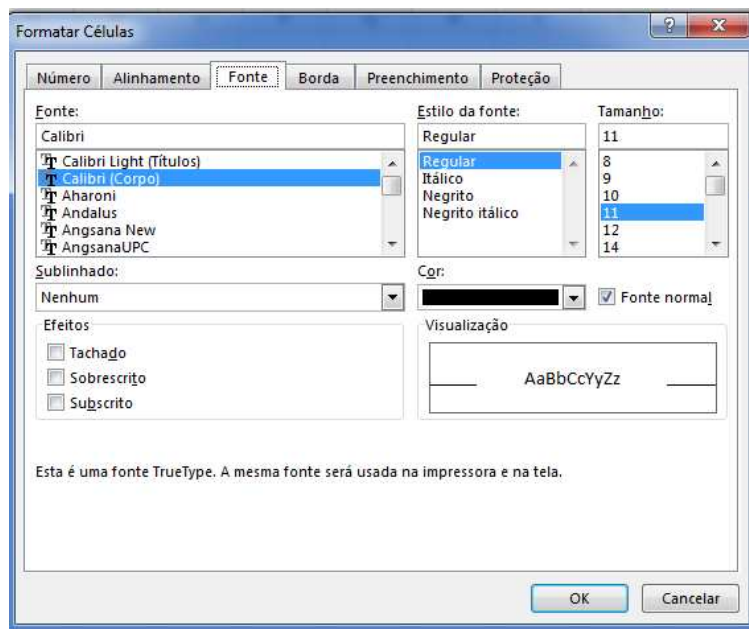 Formatar Células
Número Alinhamento Fonte Borda Preenchimento Proteção
Fonte: Estilo da fonte: Tamanho:
Calibri Regular 11
Calibri Light (Títulos) Regular 8
Calibri (Corpo) Itálico 9
Aharoni Negrito 10
Andalus Negrito itálico 11
Angsana New 12
AngsanaUPC 14
Sublinhado: Cor:
Nenhum Fonte normal
Efeitos Visualização
Tachado
Sobrescrito AaBbCcYyZz
Subscrito
Esta é uma fonte TrueType. A mesma fonte será usada na impressora e na tela.
OK Cancelar